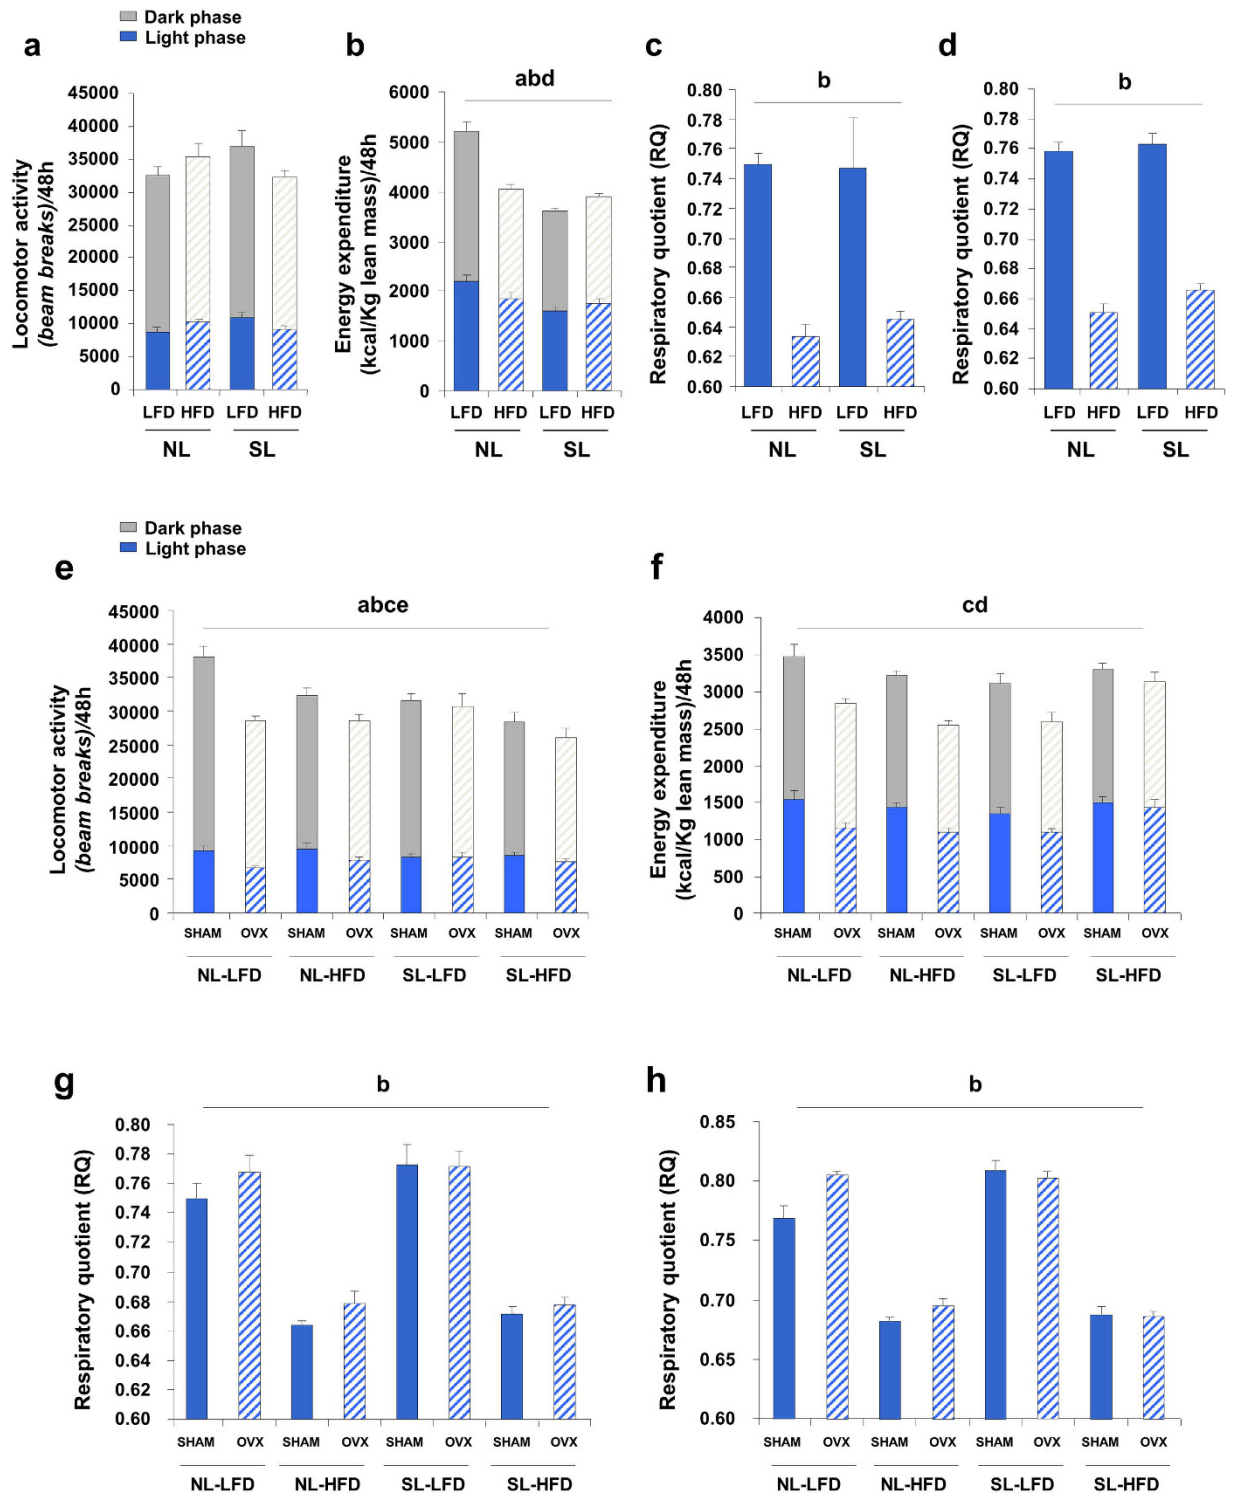 Dark phase
Light phase
a
b
c
d
abd
b
b
Locomotor activity
(beam breaks)/48h
45000
40000
35000
30000
25000
20000
15000
10000
5000
0
LFD HFD LFD HFD
NL SL
Energy expenditure
(kcal/Kg lean mass)/48h
6000
5000
4000
3000
2000
1000
0
LFD HFD LFD HFD
NL SL
Respiratory quotient (RQ)
0.80
0.78
0.76
0.74
0.72
0.70
0.68
0.66
0.64
0.62
0.60
LFD HFD LFD HFD
NL SL
Respiratory quotient (RQ)
0.80
0.78
0.76
0.74
0.72
0.70
0.68
0.66
0.64
0.62
0.60
LFD HFD LFD HFD
NL SL
Dark phase
Light phase
e
abce
Locomotor activity
(beam breaks)/48h
45000
40000
35000
30000
25000
20000
15000
10000
5000
0
SHAM OVX SHAM OVX SHAM OVX SHAM OVX
NL-LFD NL-HFD SL-LFD SL-HFD
f
cd
Energy expenditure
(kcal/Kg lean mass)/48h
4000
3500
3000
2500
2000
1500
1000
500
0
SHAM OVX SHAM OVX SHAM OVX SHAM OVX
NL-LFD NL-HFD SL-LFD SL-HFD
g
b
Respiratory quotient (RQ)
0.80
0.78
0.76
0.74
0.72
0.70
0.68
0.66
0.64
0.62
0.60
SHAM OVX SHAM OVX SHAM OVX SHAM OVX
NL-LFD NL-HFD SL-LFD SL-HFD
h
b
Respiratory quotient (RQ)
0.85
0.80
0.75
0.70
0.65
0.60
SHAM OVX SHAM OVX SHAM OVX SHAM OVX
NL-LFD NL-HFD SL-LFD SL-HFD